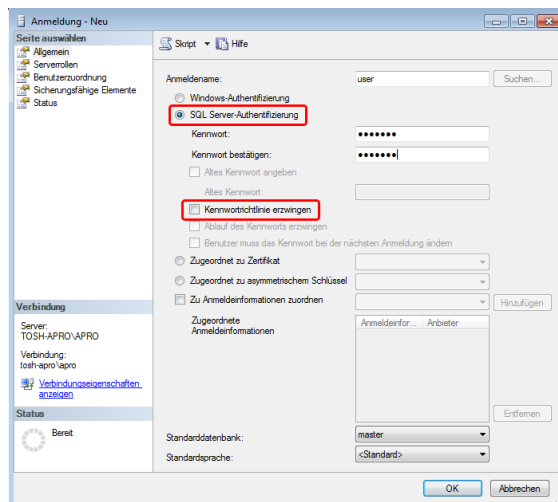 Anmeldung - Neu
Seite auswählen
Allgemein
Serverrollen
Benutzerzuordnung
Sicherungsfähige Elemente
Status
Skript
Hilfe
Anmeldename:
user
Suchen...
Windows-Authentifizierung
SQL Server-Authentifizierung
Kennwort:
•••••••
Kennwort bestätigen:
•••••••
Altes Kennwort angeben
Altes Kennwort:
Kennwortrichtlinie erzwingen
Ablauf des Kennworts erzwingen
Benutzer muss das Kennwort bei der nächsten Anmeldung ändern
Zugeordnet zu Zertifikat
Zugeordnet zu asymmetrischem Schlüssel
Zu Anmeldeinformationen zuordnen
Hinzufügen
Zugeordnete
Anmeldeinformationen
Anmeldeinfor... Anbieter
Entfernen
Standarddatenbank:
master
Standardsprache:
<Standard>
Verbindung
Server:
TOSH-APRO\APRO
Verbindung:
tosh-apro\apro
Verbindungseigenschaften
anzeigen
Status
Bereit
OK
Abbrechen